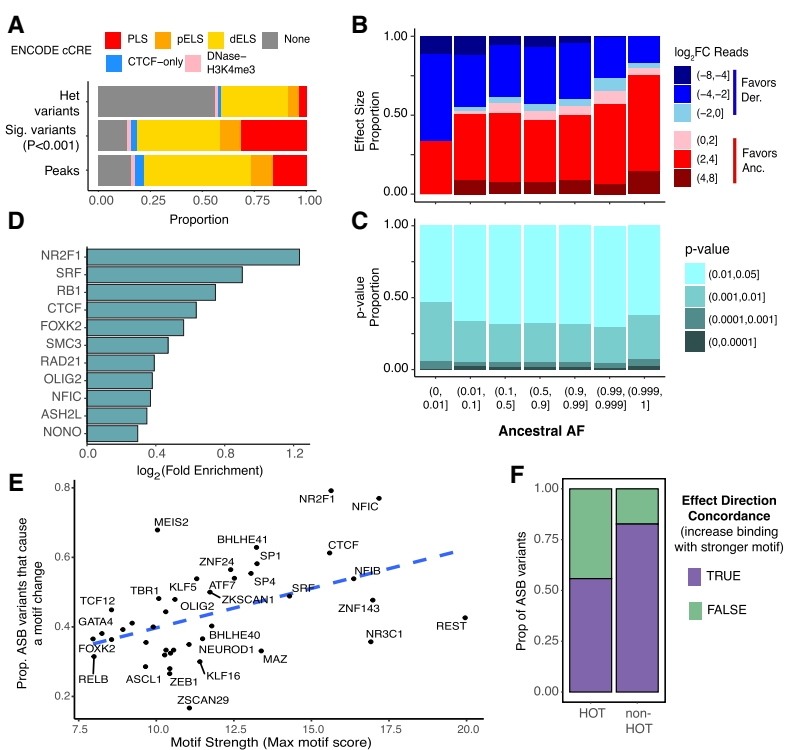 A
ENCODE cCRE
PLS
pELS
dELS
None
CTCF-only
DNase-
H3K4me3
Het
variants
Sig. variants
(P<0.001)
Peaks
0.00
0.25
0.50
0.75
1.00
Proportion
B
1.00
0.50
0.00
Effect Size
Proportion
log2FC Reads
(-8,-4]
(-4,-2]
(-2,0]
Favors
Der.
(0,2]
(2,4]
(4,8]
Favors
Anc.
C
1.00
0.50
0.00
p-value
Proportion
(0,
0.01]
(0.01,
0.1]
(0.1,
0.5]
(0.5,
0.9]
(0.9,
0.99]
(0.99,
0.999]
(0.999,
1]
Ancestral AF
p-value
(0.01,0.05]
(0.001,0.01]
(0.0001,0.001]
(0,0.0001]
D
NR2F1
SRF
RB1
CTCF
FOXK2
SMC3
RAD21
OLIG2
NFIC
ASH2L
NONO
0.0
0.4
0.8
1.2
log2(Fold Enrichment)
E
Prop. ASB variants that cause
a motif change
0.8
0.6
0.4
0.2
NR2F1
NFIC
MEIS2
BHLHE41
CTCF
SP1
ZNF24
NFIB
ATF7
SP4
KLF5
TBR1
ZKSCAN1
SRF
TCF12
OLIG2
ZNF143
GATA4
REST
BHLHE40
NR3C1
FOXK2
NEUROD1
MAZ
RELB
ASCL1
ZEB1
KLF16
ZSCAN29
7.5
10.0
12.5
15.0
17.5
20.0
Motif Strength (Max motif score)
F
Prop of ASB variants
1.00
0.75
0.50
0.25
0.00
HOT
non-
HOT
Effect Direction
Concordance
(increase binding
with stronger motif)
TRUE
FALSE